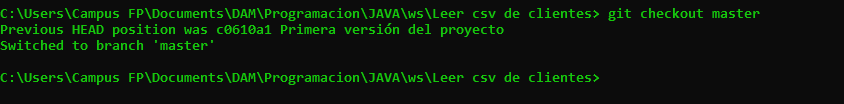 C:\Users\Campus FP\Documents\DAM\Programacion\JAVA\ws\Leer csv de clientes> git checkout master
Previous HEAD position was c0610a1 Primera versión del proyecto
Switched to branch 'master'
C:\Users\Campus FP\Documents\DAM\Programacion\JAVA\ws\Leer csv de clientes>